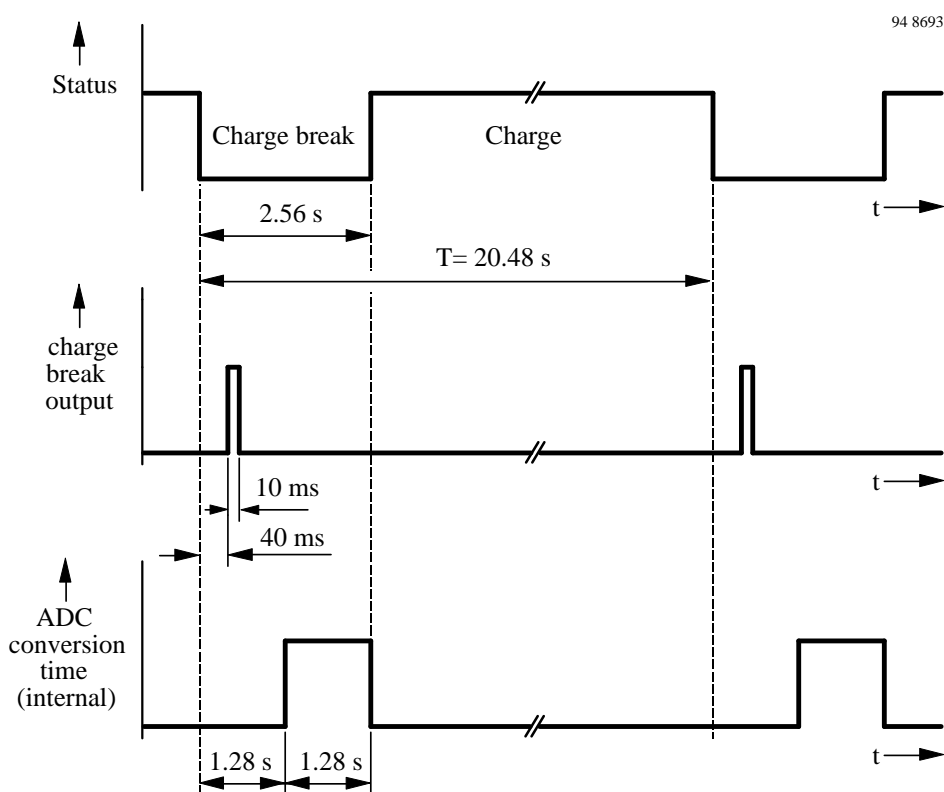 94 8693
Status
Charge break
Charge
t
2.56 s
T= 20.48 s
charge
break
output
t
10 ms
40 ms
ADC
conversion
time
(internal)
t
1.28 s
1.28 s